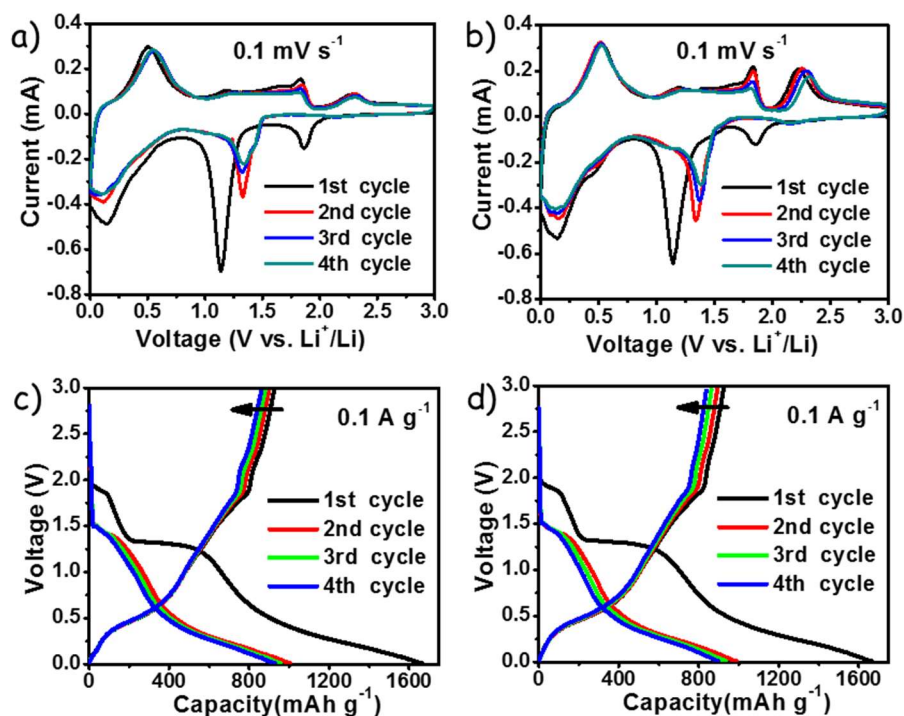 a)
0.1 mV s⁻¹
Current (mA)
0.4
0.2
0.0
-0.2
-0.4
-0.6
-0.8
1st cycle
2nd cycle
3rd cycle
4th cycle
0.0 0.5 1.0 1.5 2.0 2.5 3.0
Voltage (V vs. Li⁺/Li)
b)
0.1 mV s⁻¹
Current (mA)
0.4
0.2
0.0
-0.2
-0.4
-0.6
-0.8
1st cycle
2nd cycle
3rd cycle
4th cycle
0.0 0.5 1.0 1.5 2.0 2.5 3.0
Voltage (V vs. Li⁺/Li)
c)
0.1 A g⁻¹
Voltage (V)
3.0
2.5
2.0
1.5
1.0
0.5
0.0
1st cycle
2nd cycle
3rd cycle
4th cycle
0 400 800 1200 1600
Capacity(mAh g⁻¹)
d)
0.1 A g⁻¹
Voltage (V)
3.0
2.5
2.0
1.5
1.0
0.5
0.0
1st cycle
2nd cycle
3rd cycle
4th cycle
0 400 800 1200 1600
Capacity(mAh g⁻¹)